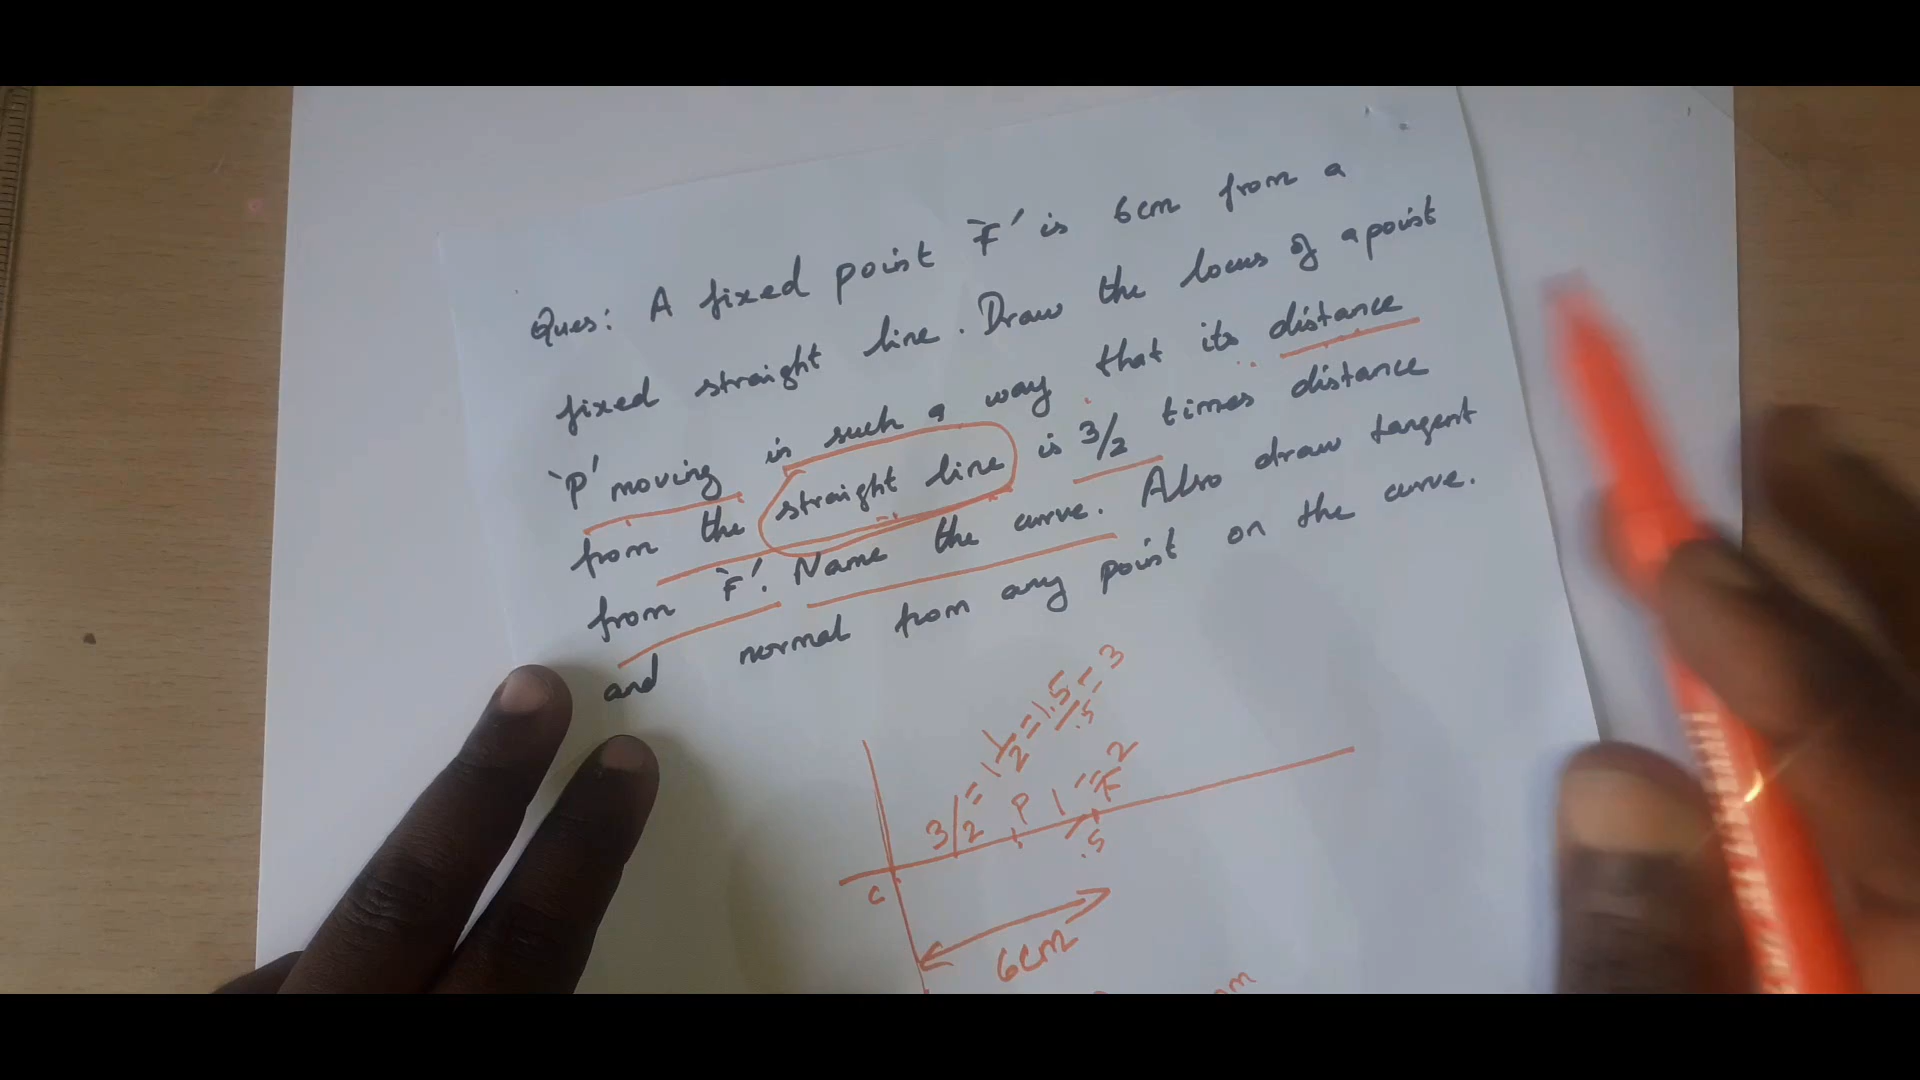 Ques: A fixed point `F' is 6cm from a
fixed straight line. Draw the locus of a point
`P' moving in such a way that its distance
from the straight line is 3/2 times distance
from `F'. Name the curve. Also draw tangent
and normal from any point on the curve.
3/2 = 1 1/2 = 1.5 - 3
.5
P 1 = 2
F
.5
C
6cm